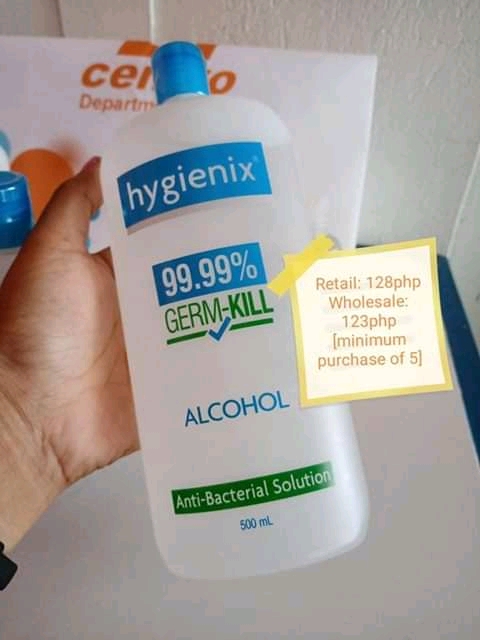 Departm
hygienix®
99.99%
GERM-KILL
ALCOHOL
Anti-Bacterial Solution
500 mL
Retail: 128php
Wholesale:
123php
[minimum
purchase of 5]